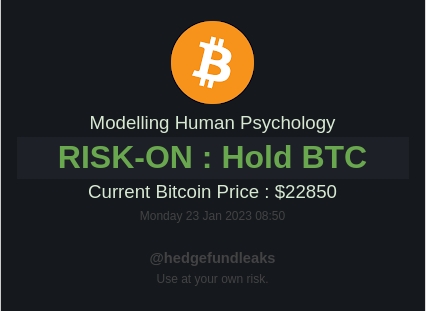 Modelling Human Psychology
RISK-ON : Hold BTC
Current Bitcoin Price : $22850
Monday 23 Jan 2023 08:50
@hedgefundleaks
Use at your own risk.